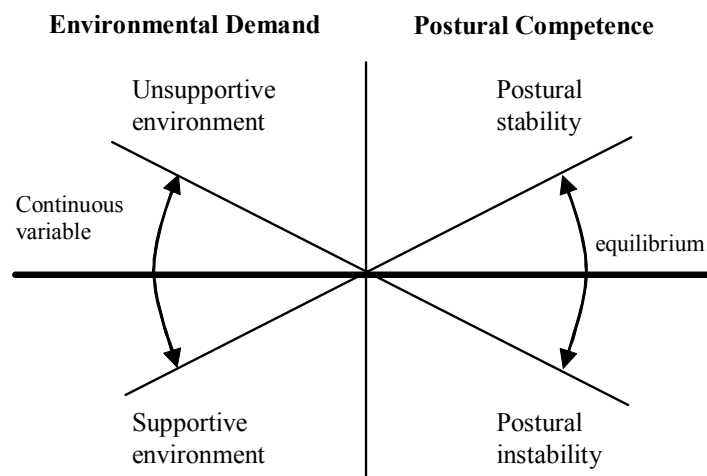 Environmental Demand
Postural Competence
Unsupportive
environment
Postural
stability
Continuous
variable
equilibrium
Supportive
environment
Postural
instability